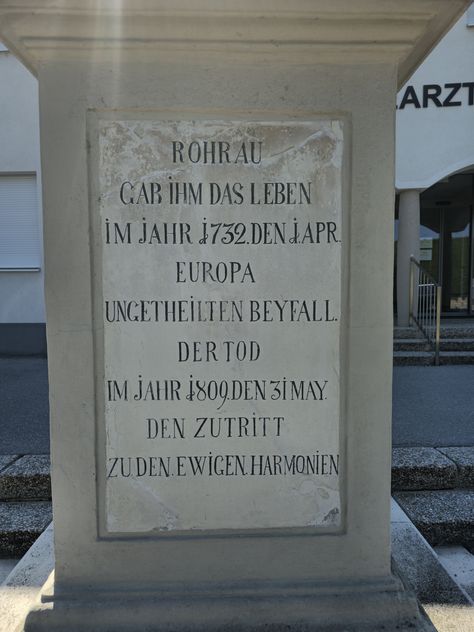 ARZT
ROHRAU
GAB iHM DAS LEBEN
iM JAHR 1732. DEN 1. APR.
EUROPA
UNGETHEiLTEN BEYFALL.
DER TOD
iM JAHR 1809. DEN 31 MAY.
DEN ZUTRiTT
ZU DEN. EWiGEN. HARMONiEN